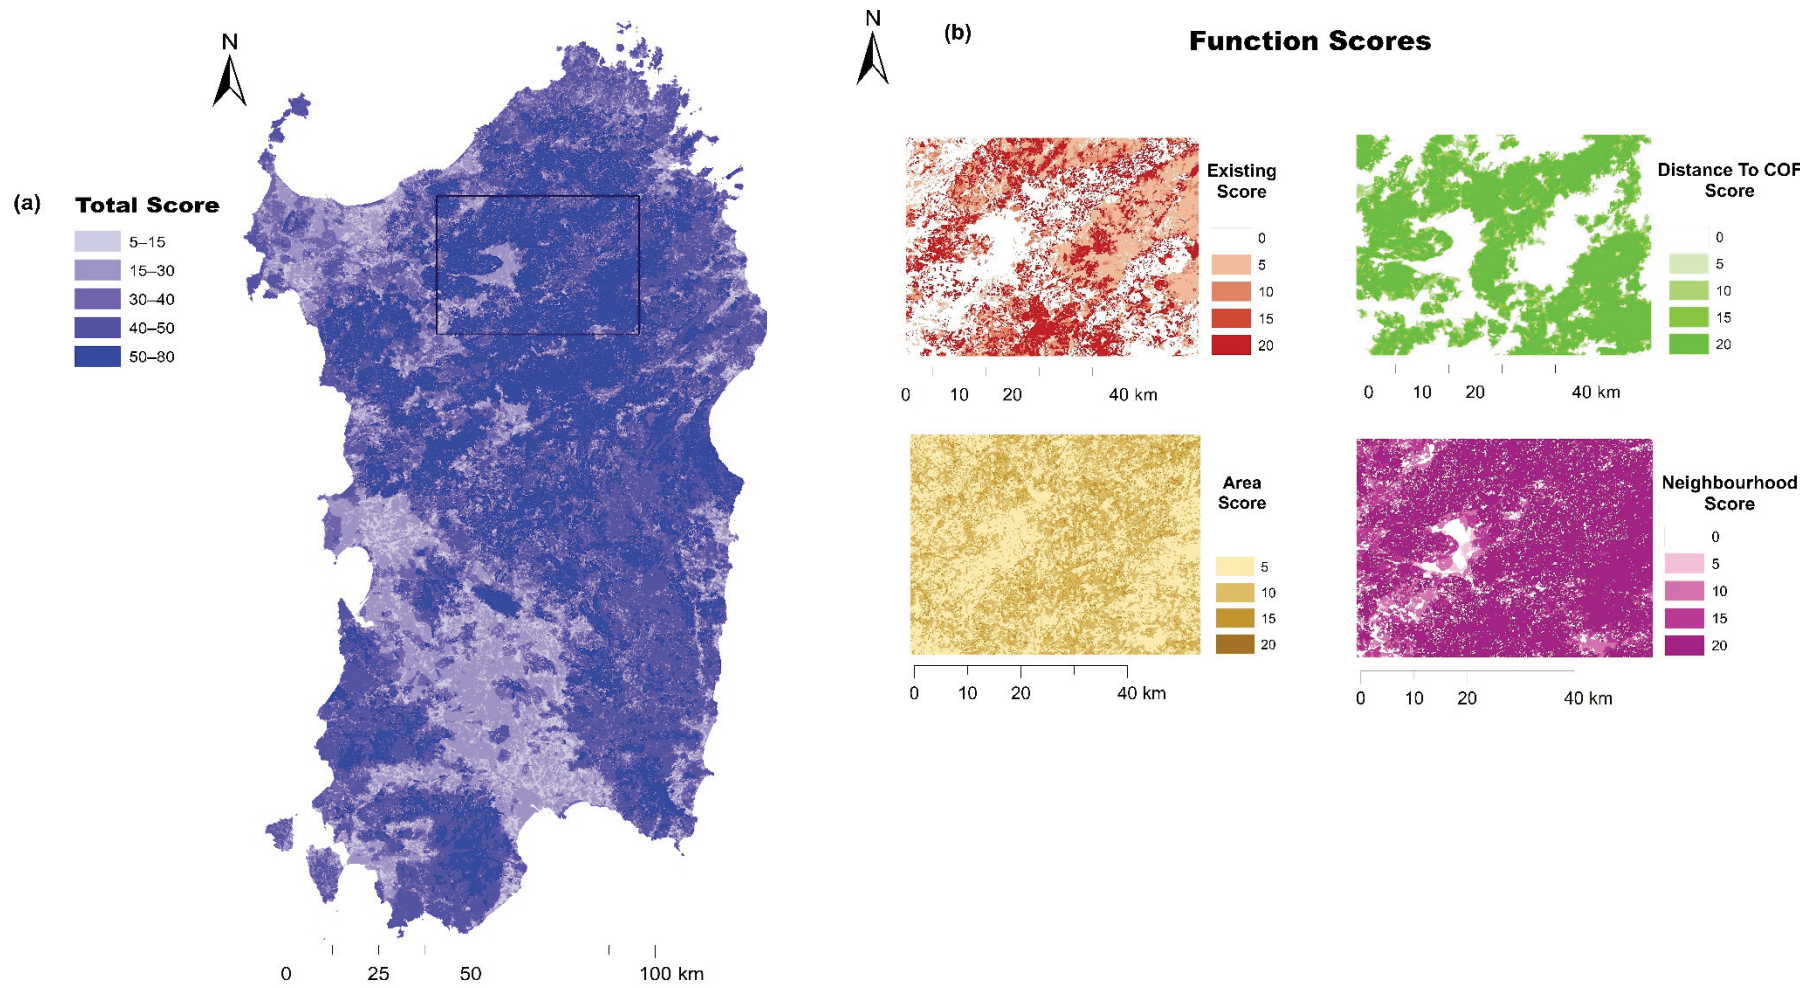 N
(a)
Total Score
5–15
15–30
30–40
40–50
50–80
0 25 50 100 km
N
(b)
Function Scores
Existing
Score
0
5
10
15
20
0 10 20 40 km
Distance To COF
Score
0
5
10
15
20
0 10 20 40 km
Area
Score
5
10
15
20
0 10 20 40 km
Neighbourhood
Score
0
5
10
15
20
0 10 20 40 km